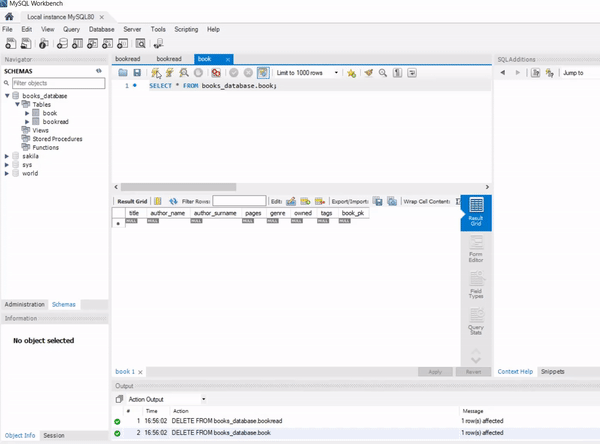 MySQL Workbench
Local instance MySQL80 ×
File Edit View Query Database Server Tools Scripting Help
Navigator
SCHEMAS
Filter objects
books_database
Tables
book
bookread
Views
Stored Procedures
Functions
sakila
sys
world
Administration Schemas
Information
No object selected
Object Info Session
bookread bookread book ×
Limit to 1000 rows
1 SELECT * FROM books_database.book;
Result Grid Filter Rows: Edit: Export/Import: Wrap Cell Content:
title author_name author_surname pages genre owned tags book_pk
NULL NULL NULL NULL NULL NULL NULL NULL
Result Grid
Form Editor
Field Types
Query Stats
book 1 × Apply Revert
SQL Additions
Jump to
Context Help Snippets
Output
Action Output
# Time Action Message
1 16:56:02 DELETE FROM books_database.bookread 1 row(s) affected
2 16:56:02 DELETE FROM books_database.book 1 row(s) affected